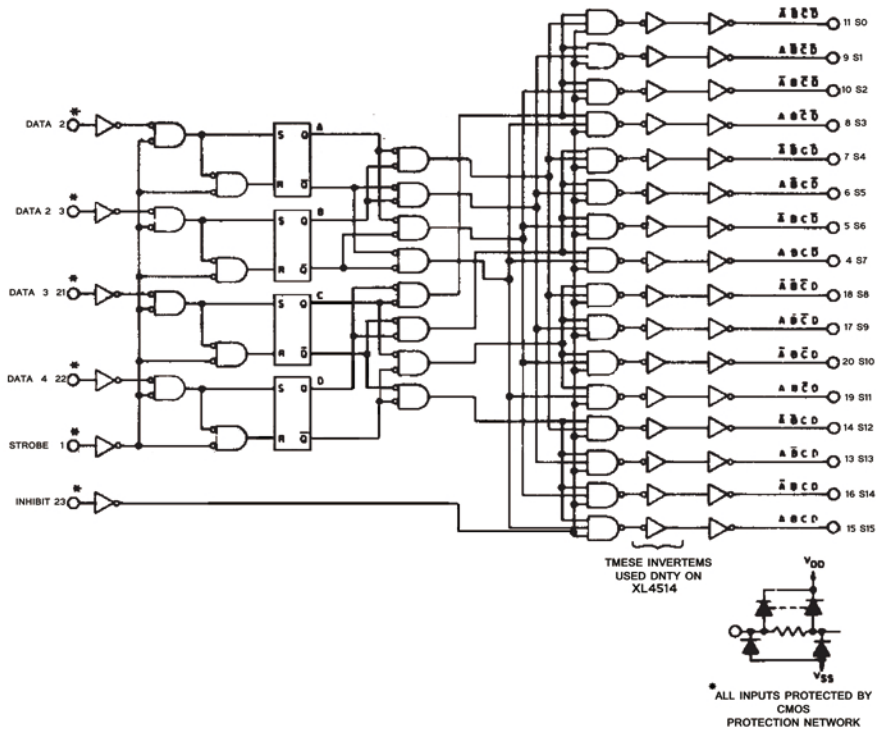 DATA 2
DATA 2 3
DATA 3 21
DATA 4 22
STROBE 1
INHIBIT 23
*
*
*
*
*
*
S Q A
R Q̅
S Q B
R Q̅
S Q C
R Q̅
S Q D
R Q̅
A̅ B̅ C̅ D̅ 11 S0
A B̅ C̅ D̅ 9 S1
A̅ B C̅ D̅ 10 S2
A B C̅ D̅ 8 S3
A̅ B̅ C D̅ 7 S4
A B̅ C D̅ 6 S5
A̅ B C D̅ 5 S6
A B C D̅ 4 S7
A̅ B̅ C̅ D 18 S8
A B̅ C̅ D 17 S9
A̅ B C̅ D 20 S10
A B C̅ D 19 S11
A̅ B̅ C D 14 S12
A B̅ C D 13 S13
A̅ B C D 16 S14
A B C D 15 S15
TMESE INVERTEMS
USED DNTY ON
XL4514
VDD
VSS
*ALL INPUTS PROTECTED BY
CMOS
PROTECTION NETWORK